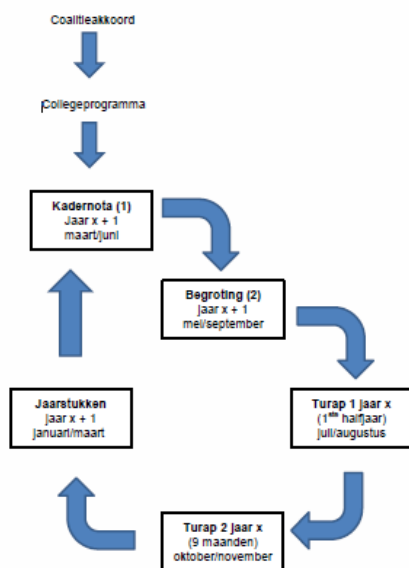 Coalitieakkoord
Collegeprogramma
Kadernota (1)
Jaar x + 1
maart/juni
Begroting (2)
jaar x + 1
mei/september
Jaarstukken
jaar x + 1
januari/maart
Turap 1 jaar x
(1ste halfjaar)
juli/augustus
Turap 2 jaar x
(9 maanden)
oktober/november